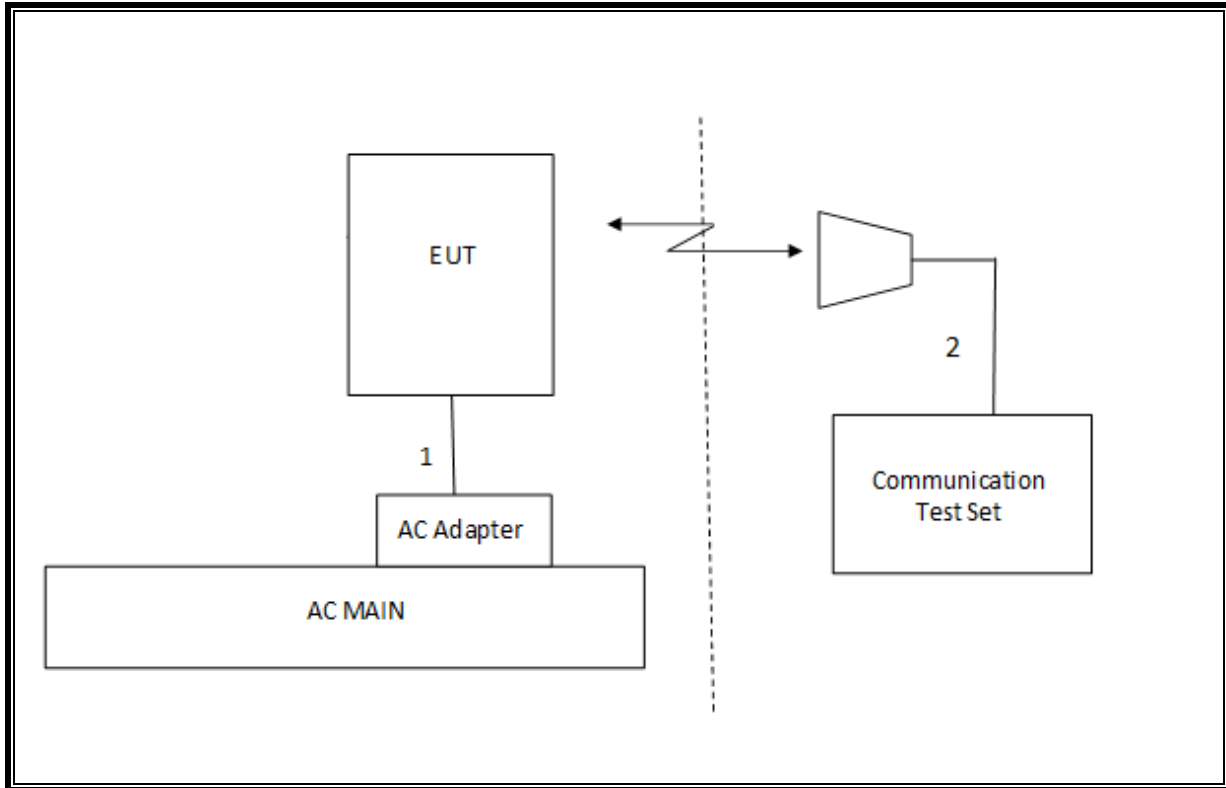 EUT
2
1
Communication
Test Set
AC Adapter
AC MAIN